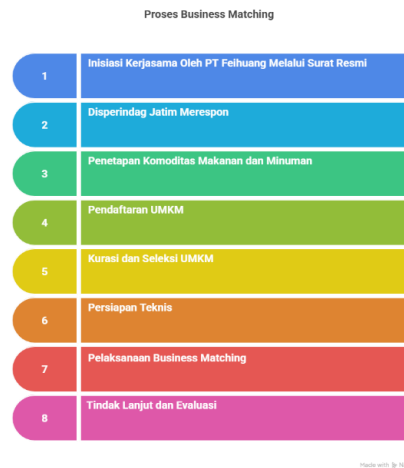 Proses Business Matching
1
Inisiasi Kerjasama Oleh PT Feihuang Melalui Surat Resmi
2
Disperindag Jatim Merespon
3
Penetapan Komoditas Makanan dan Minuman
4
Pendaftaran UMKM
5
Kurasi dan Seleksi UMKM
6
Persiapan Teknis
7
Pelaksanaan Business Matching
8
Tindak Lanjut dan Evaluasi
Made with